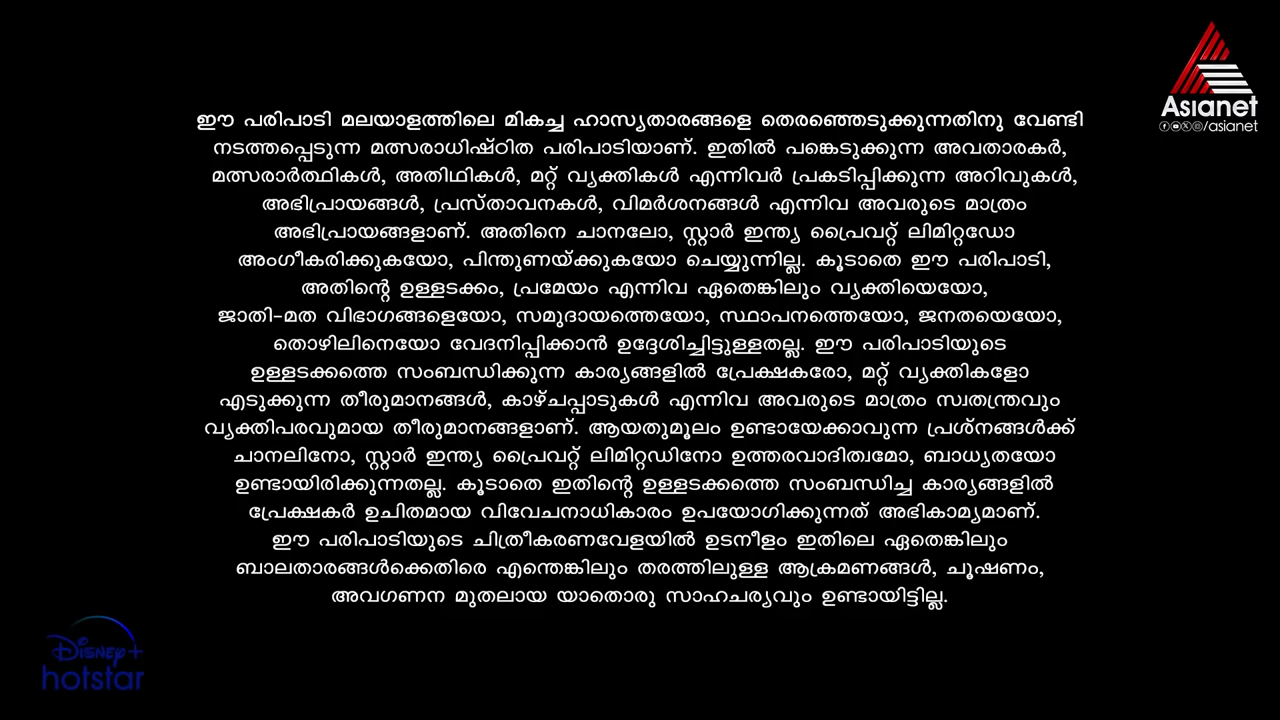 Asianet
/asianet
ഈ പരിപാടി മലയാളത്തിലെ മികച്ച ഹാസ്യതാരങ്ങളെ തെരഞ്ഞെടുക്കുന്നതിനു വേണ്ടി
നടത്തപ്പെടുന്ന മത്സരാധിഷ്ഠിത പരിപാടിയാണ്. ഇതിൽ പങ്കെടുക്കുന്ന അവതാരകർ,
മത്സരാർത്ഥികൾ, അതിഥികൾ, മറ്റ് വ്യക്തികൾ എന്നിവർ പ്രകടിപ്പിക്കുന്ന അറിവുകൾ,
അഭിപ്രായങ്ങൾ, പ്രസ്താവനകൾ, വിമർശനങ്ങൾ എന്നിവ അവരുടെ മാത്രം
അഭിപ്രായങ്ങളാണ്. അതിനെ ചാനലോ, സ്റ്റാർ ഇന്ത്യ പ്രൈവറ്റ് ലിമിറ്റഡോ
അംഗീകരിക്കുകയോ, പിന്തുണയ്ക്കുകയോ ചെയ്യുന്നില്ല. കൂടാതെ ഈ പരിപാടി,
അതിന്റെ ഉള്ളടക്കം, പ്രമേയം എന്നിവ ഏതെങ്കിലും വ്യക്തിയെയോ,
ജാതി-മത വിഭാഗങ്ങളെയോ, സമുദായത്തെയോ, സ്ഥാപനത്തെയോ, ജനതയെയോ,
തൊഴിലിനെയോ വേദനിപ്പിക്കാൻ ഉദ്ദേശിച്ചിട്ടുള്ളതല്ല. ഈ പരിപാടിയുടെ
ഉള്ളടക്കത്തെ സംബന്ധിക്കുന്ന കാര്യങ്ങളിൽ പ്രേക്ഷകരോ, മറ്റ് വ്യക്തികളോ
എടുക്കുന്ന തീരുമാനങ്ങൾ, കാഴ്ചപ്പാടുകൾ എന്നിവ അവരുടെ മാത്രം സ്വതന്ത്രവും
വ്യക്തിപരവുമായ തീരുമാനങ്ങളാണ്. ആയതുമൂലം ഉണ്ടായേക്കാവുന്ന പ്രശ്നങ്ങൾക്ക്
ചാനലിനോ, സ്റ്റാർ ഇന്ത്യ പ്രൈവറ്റ് ലിമിറ്റഡിനോ ഉത്തരവാദിത്വമോ, ബാധ്യതയോ
ഉണ്ടായിരിക്കുന്നതല്ല. കൂടാതെ ഇതിന്റെ ഉള്ളടക്കത്തെ സംബന്ധിച്ച കാര്യങ്ങളിൽ
പ്രേക്ഷകർ ഉചിതമായ വിവേചനാധികാരം ഉപയോഗിക്കുന്നത് അഭികാമ്യമാണ്.
ഈ പരിപാടിയുടെ ചിത്രീകരണവേളയിൽ ഉടനീളം ഇതിലെ ഏതെങ്കിലും
ബാലതാരങ്ങൾക്കെതിരെ എന്തെങ്കിലും തരത്തിലുള്ള ആക്രമണങ്ങൾ, ചൂഷണം,
അവഗണന മുതലായ യാതൊരു സാഹചര്യവും ഉണ്ടായിട്ടില്ല.
Disney+
hotstar